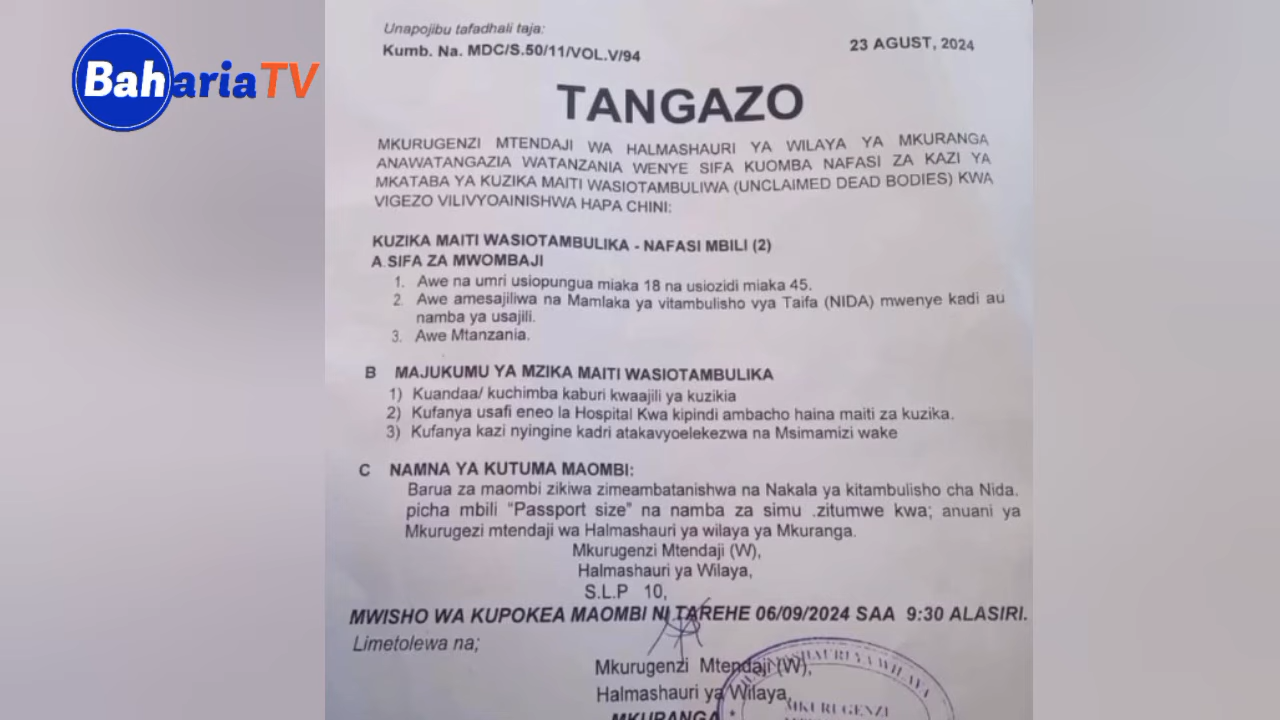 BahariaTV
Unapojibu tafadhali taja:
Kumb. Na. MDC/S.50/11/VOL.V/94
23 AGUST, 2024
TANGAZO
MKURUGENZI MTENDAJI WA HALMASHAURI YA WILAYA YA MKURANGA
ANAWATANGAZIA WATANZANIA WENYE SIFA KUOMBA NAFASI ZA KAZI YA
MKATABA YA KUZIKA MAITI WASIOTAMBULIWA (UNCLAIMED DEAD BODIES) KWA
VIGEZO VILIVYOAINISHWA HAPA CHINI:
KUZIKA MAITI WASIOTAMBULIKA - NAFASI MBILI (2)
A.SIFA ZA MWOMBAJI
1. Awe na umri usiopungua miaka 18 na usiozidi miaka 45.
2. Awe amesajiliwa na Mamlaka ya vitambulisho vya Taifa (NIDA) mwenye kadi au
namba ya usajili.
3. Awe Mtanzania.
B MAJUKUMU YA MZIKA MAITI WASIOTAMBULIKA
1) Kuandaa/ kuchimba kaburi kwaajili ya kuzikia
2) Kufanya usafi eneo la Hospital Kwa kipindi ambacho haina maiti za kuzika.
3) Kufanya kazi nyingine kadri atakavyoelekezwa na Msimamizi wake
C NAMNA YA KUTUMA MAOMBI:
Barua za maombi zikiwa zimeambatanishwa na Nakala ya kitambulisho cha Nida.
picha mbili "Passport size" na namba za simu .zitumwe kwa; anuani ya
Mkurugezi mtendaji wa Halmashauri ya wilaya ya Mkuranga.
Mkurugenzi Mtendaji (W),
Halmashauri ya Wilaya,
S.L.P 10,
MWISHO WA KUPOKEA MAOMBI NI TAREHE 06/09/2024 SAA 9:30 ALASIRI.
Limetolewa na;
Mkurugenzi Mtendaji (W),
Halmashauri ya Wilaya,
MKURANGA
HALMASHAURI YA WILAYA
MKURUGENZI